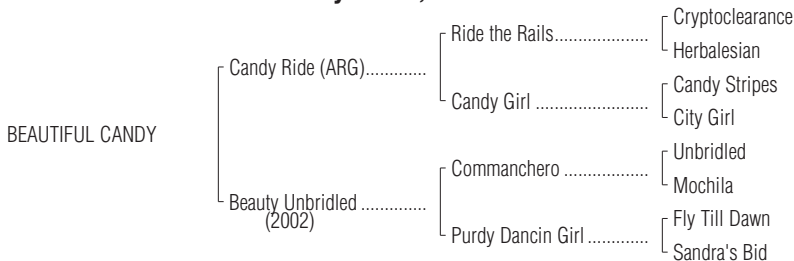 Cryptoclearance
Ride the Rails....................
Herbalesian
Candy Ride (ARG).............
Candy Stripes
Candy Girl ........................
City Girl
BEAUTIFUL CANDY
Unbridled
Commanchero ..................
Mochila
Beauty Unbridled ..............
(2002)
Fly Till Dawn
Purdy Dancin Girl .............
Sandra's Bid